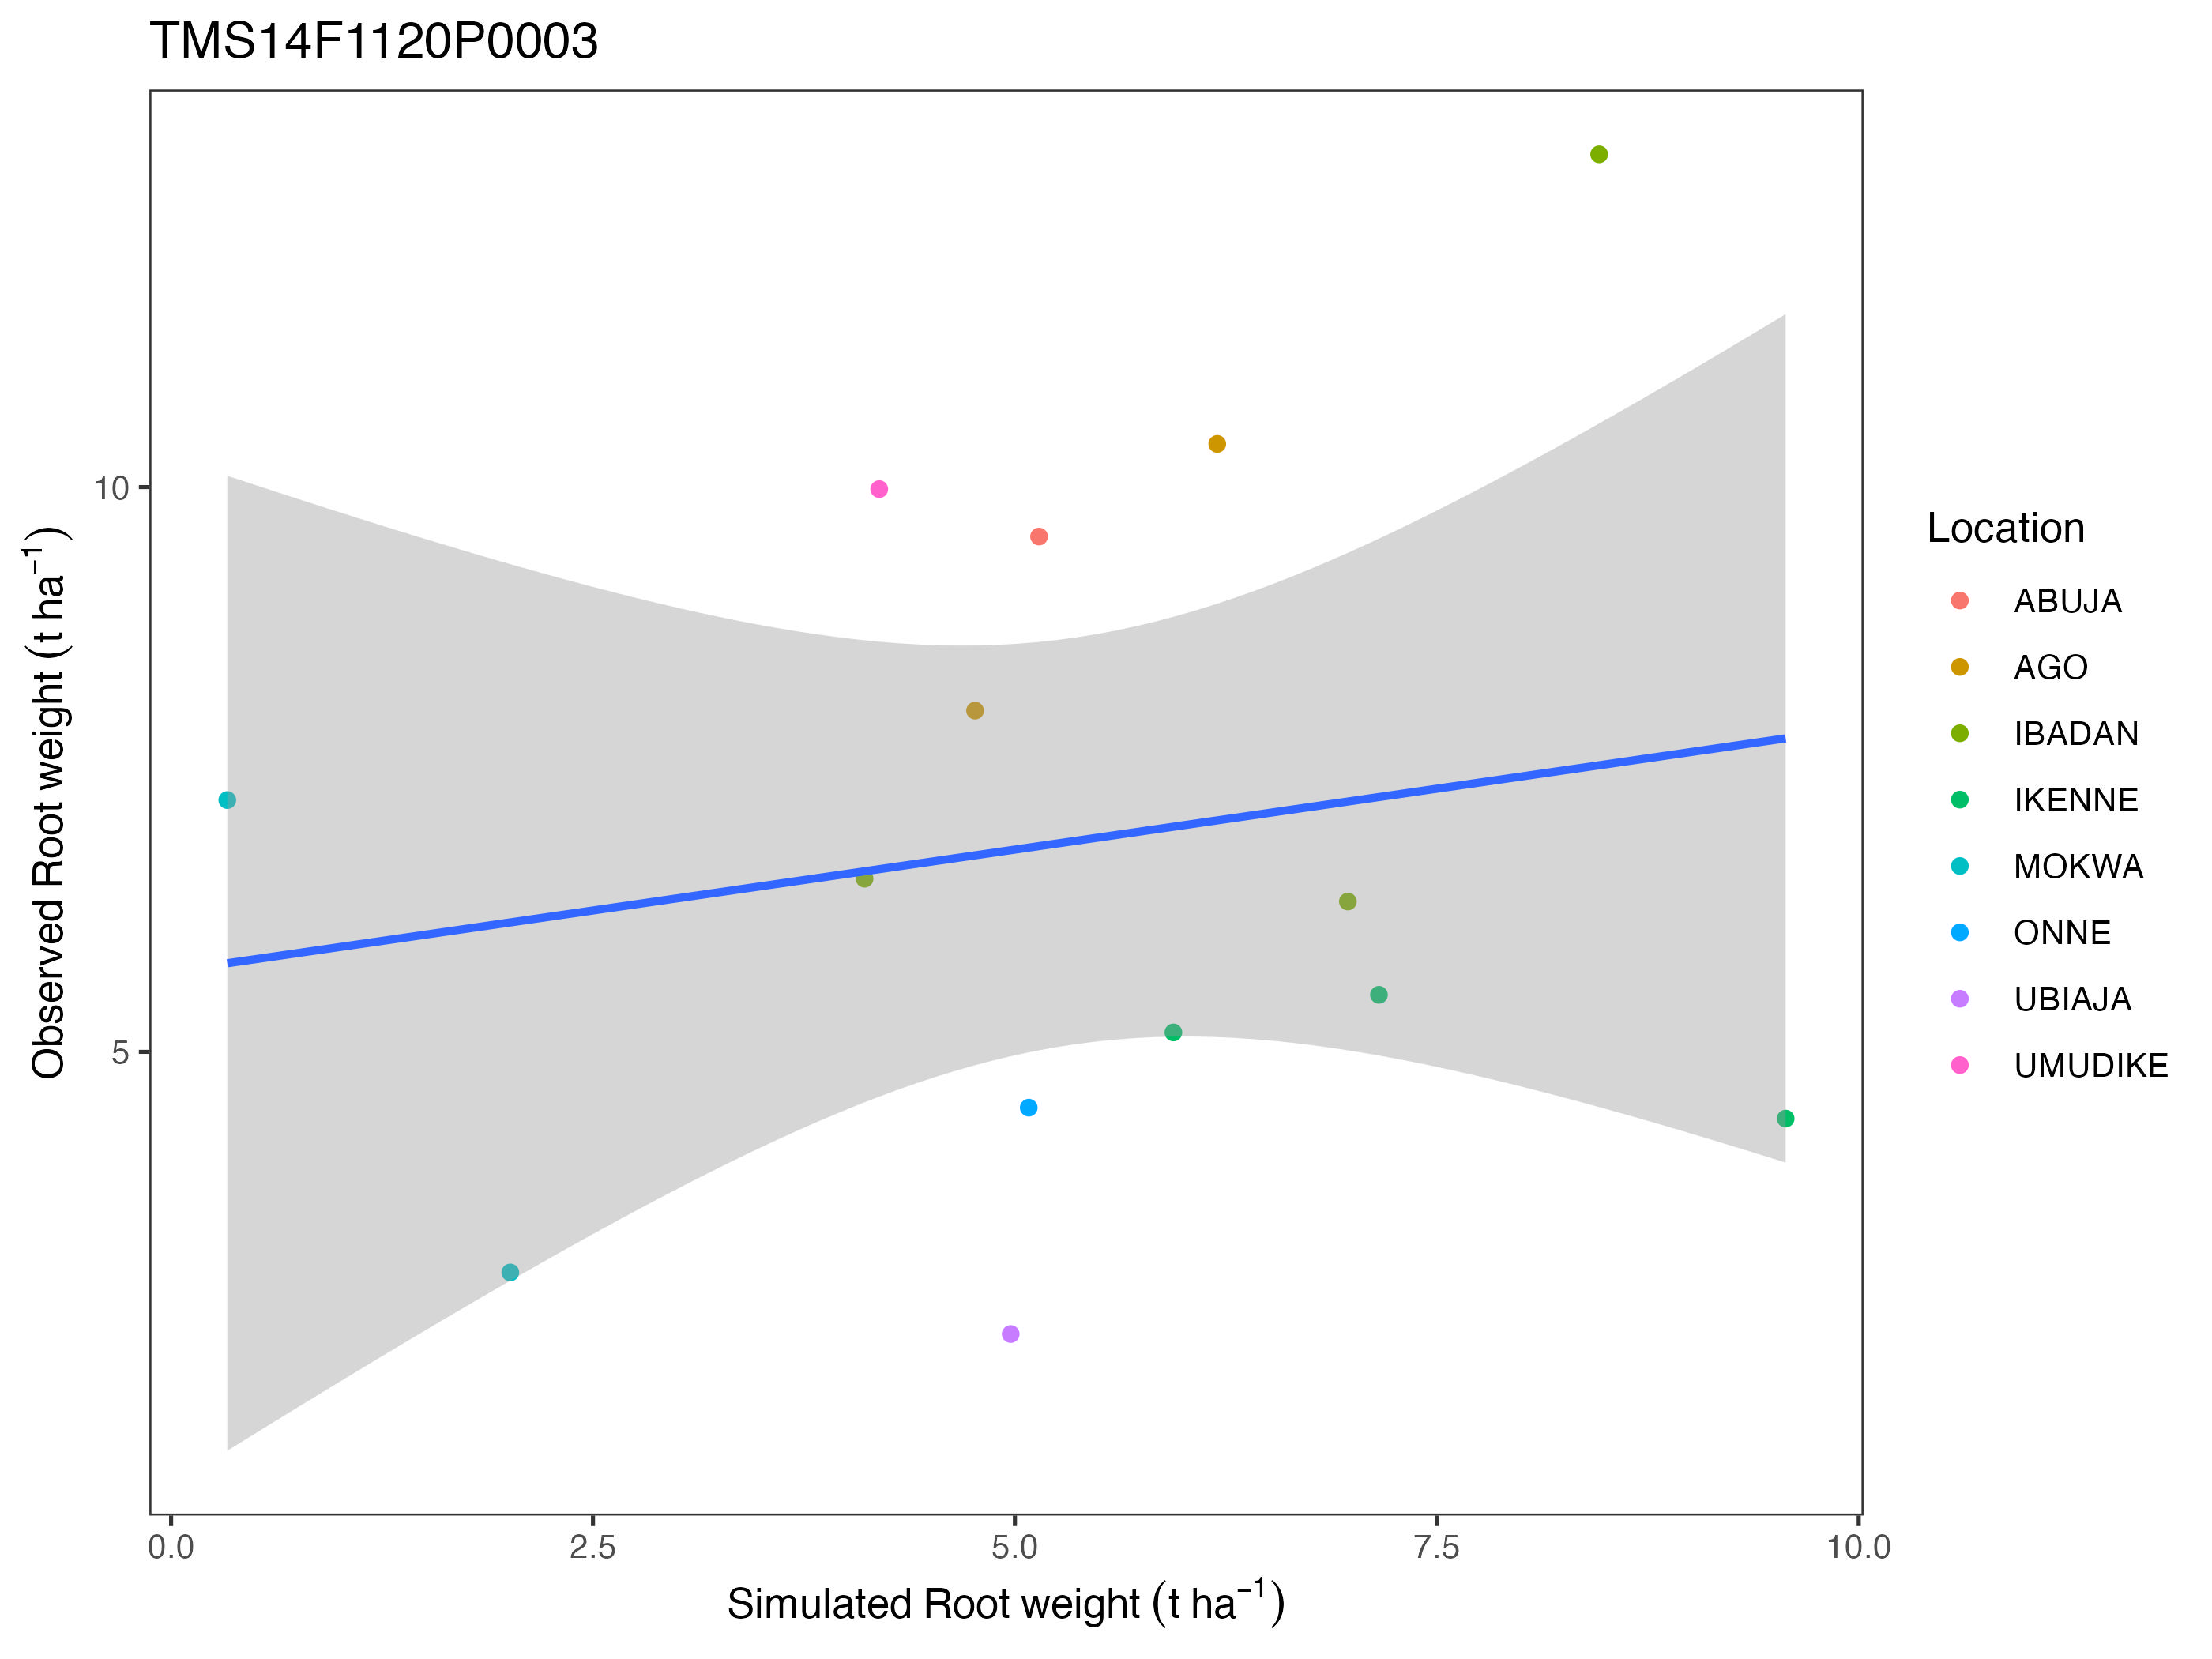 TMS14F1120P0003
Observed Root weight (t ha⁻¹)
10
5
0.0 2.5 5.0 7.5 10.0
Simulated Root weight (t ha⁻¹)
Location
ABUJA
AGO
IBADAN
IKENNE
MOKWA
ONNE
UBIAJA
UMUDIKE